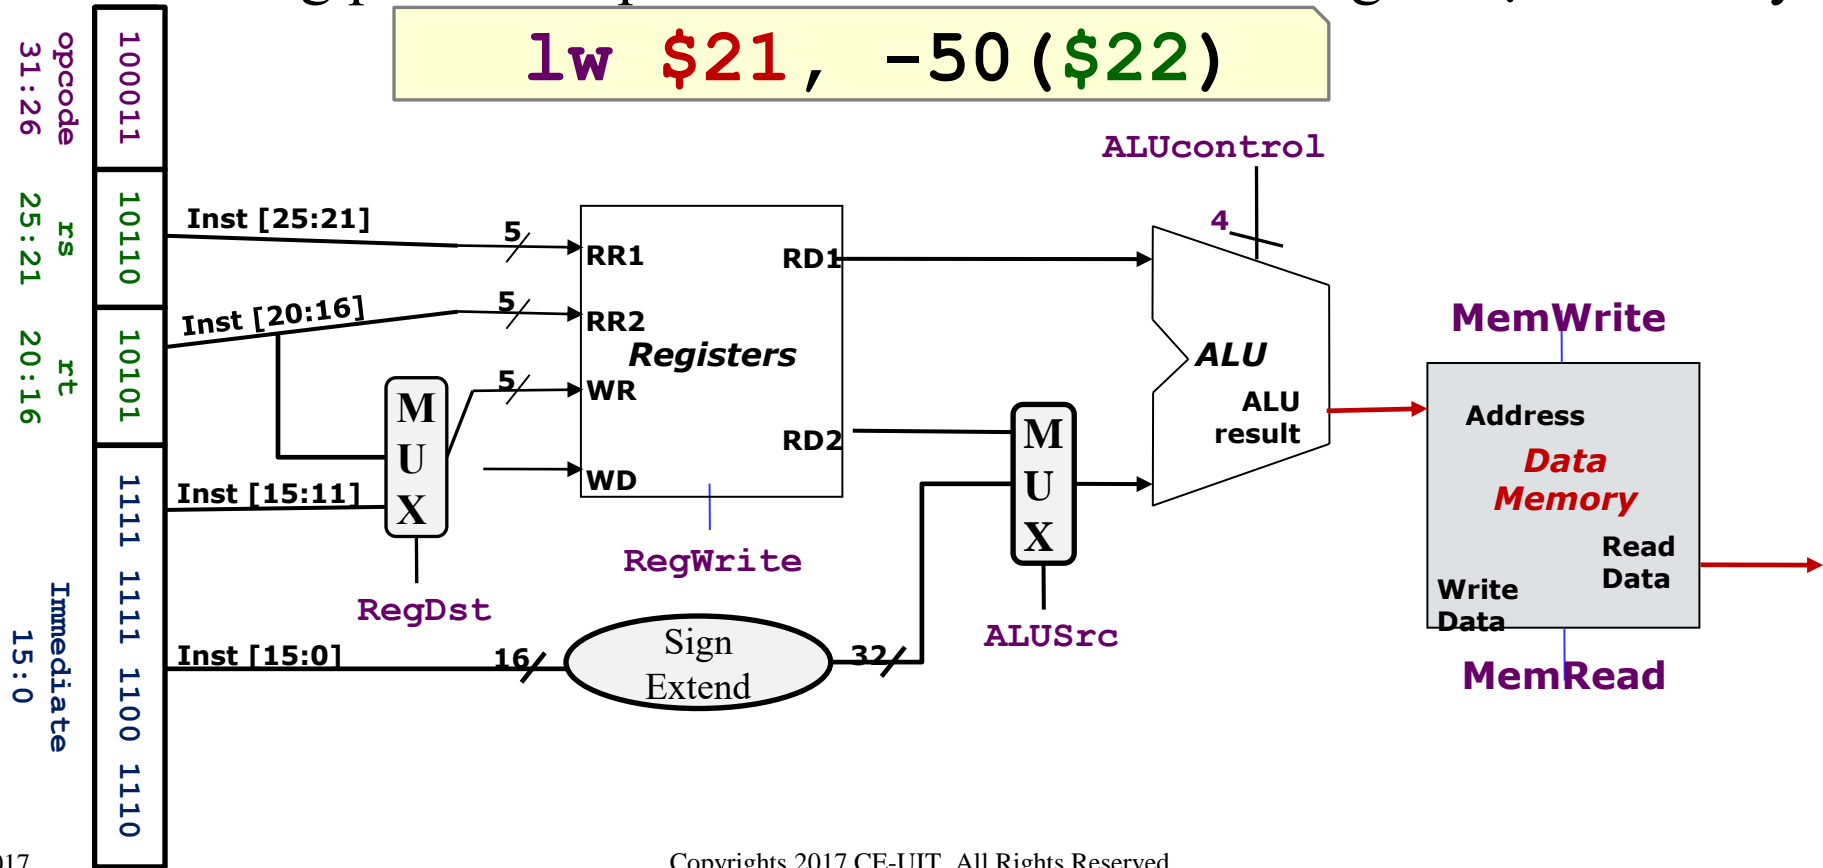 lw $21, -50($22)
opcode
31:26
100011
rs
25:21
10110
rt
20:16
10101
Immediate
15:0
1111 1111 1100 1110
Inst [25:21]
Inst [20:16]
Inst [15:11]
Inst [15:0]
5
5
5
16
32
M
U
X
RegDst
RR1
RR2
WR
WD
RD1
RD2
Registers
RegWrite
Sign
Extend
M
U
X
ALUSrc
ALUcontrol
4
ALU
ALU
result
MemWrite
Address
Data
Memory
Read
Data
Write
Data
MemRead
017
Copyrights 2017 CE-UIT. All Rights Reserved